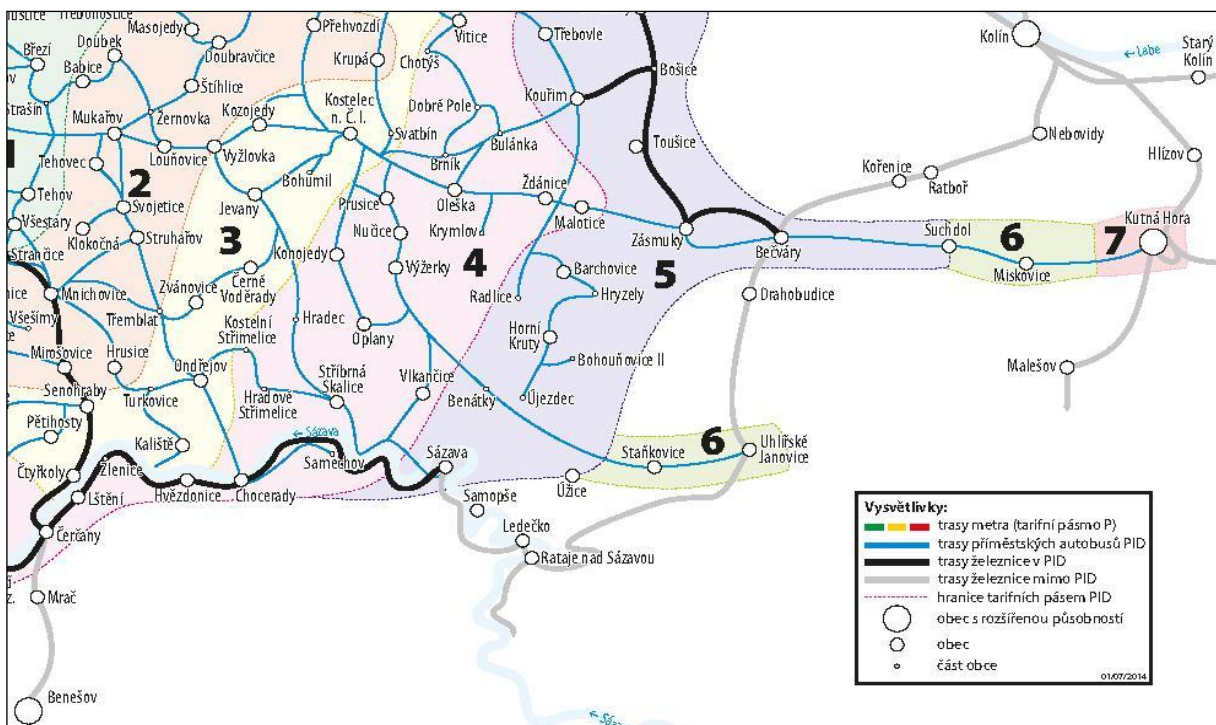 Masojedy
Doubek
Březí
Babice
Doubravčice
Štíhlice
Strašín
Mukařov
Žernovka
Tehovec
Louňovice
1
2
Tehov
Svojetice
Všestary
Klokočná
Struhařov
Strančice
Mnichovice
Všešimy
Tremblat
Mirošovice
Hrusice
Senohraby
Turkovice
Pětihosty
Kaliště
Čtyřkoly
Zlenice
Lštění
Hvězdonice
Čerčany
Mrač
Benešov
Přehvozdí
Krupá
Kozojedy
Kostelec
n. Č. l.
Vyžlovka
Bohumil
Jevany
3
Černé
Voděrady
Zvánovice
Kostelní
Střimelice
Ondřejov
Hradec
Hradové
Střimelice
Stříbrná
Skalice
← Sázava
Samechov
Chocerady
Vitice
Chotýš
Dobré Pole
Svatbín
Brník
Bulánka
Prusice
Oleška
Krymlov
Nučice
Konojedy
Výžerky
4
Oplany
Vlkančice
Benátky
Sázava
Samopše
Ledečko
Rataje nad Sázavou
Třebovle
Kouřim
Bošice
Toušice
Ždánice
Malotice
Zásmuky
Bečváry
5
Barchovice
Radlice
Hryzely
Horní
Kruty
Bohouňovice II
Újezdec
Drahobudice
6
Staňkovice
Uhlířské
Janovice
Úžice
Kolín
← Labe
Starý
Kolín
Nebovidy
Kořenice
Ratboř
Hlízov
Suchdol
6
Miskovice
Kutná Hora
7
Malešov
Vysvětlivky:
trasy metra (tarifní pásmo P)
trasy příměstských autobusů PID
trasy železnice v PID
trasy železnice mimo PID
hranice tarifních pásem PID
obec s rozšířenou působností
obec
část obce
01/07/2014